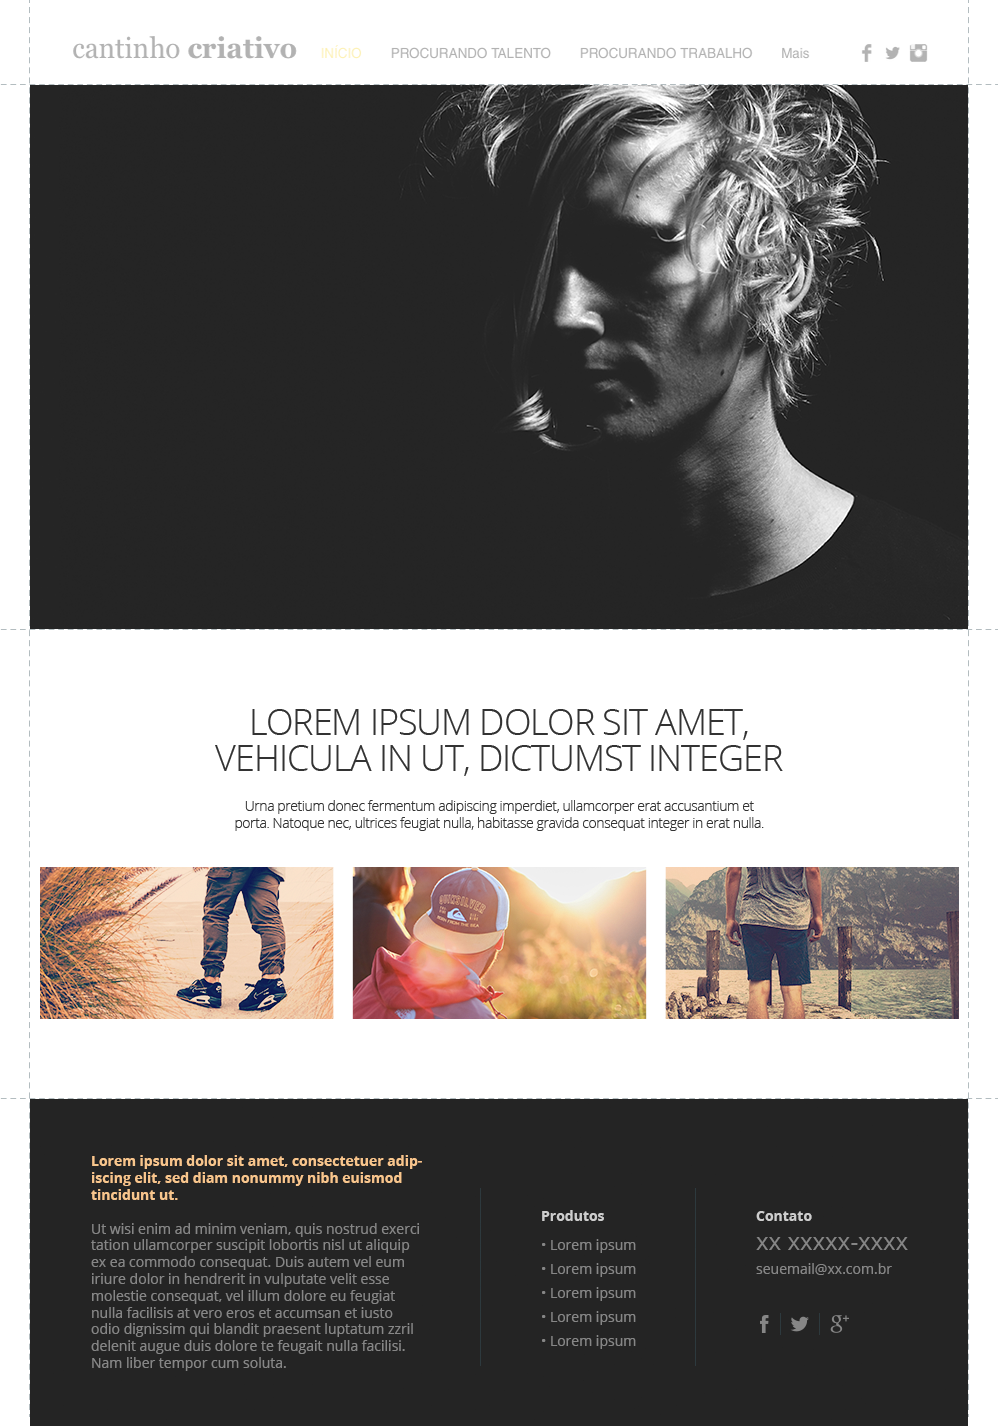 cantinho criativo INÍCIO PROCURANDO TALENTO PROCURANDO TRABALHO Mais
LOREM IPSUM DOLOR SIT AMET,
VEHICULA IN UT, DICTUMST INTEGER
Urna pretium donec fermentum adipiscing imperdiet, ullamcorper erat accusantium et
porta. Natoque nec, ultrices feugiat nulla, habitasse gravida consequat integer in erat nulla.
QUIKSILVER
BORN FROM THE SEA
Lorem ipsum dolor sit amet, consectetuer adip-
iscing elit, sed diam nonummy nibh euismod
tincidunt ut.
Ut wisi enim ad minim veniam, quis nostrud exerci
tation ullamcorper suscipit lobortis nisl ut aliquip
ex ea commodo consequat. Duis autem vel eum
iriure dolor in hendrerit in vulputate velit esse
molestie consequat, vel illum dolore eu feugiat
nulla facilisis at vero eros et accumsan et iusto
odio dignissim qui blandit praesent luptatum zzril
delenit augue duis dolore te feugait nulla facilisi.
Nam liber tempor cum soluta.
Produtos
• Lorem ipsum
• Lorem ipsum
• Lorem ipsum
• Lorem ipsum
• Lorem ipsum
Contato
XX XXXXX-XXXX
seuemail@xx.com.br